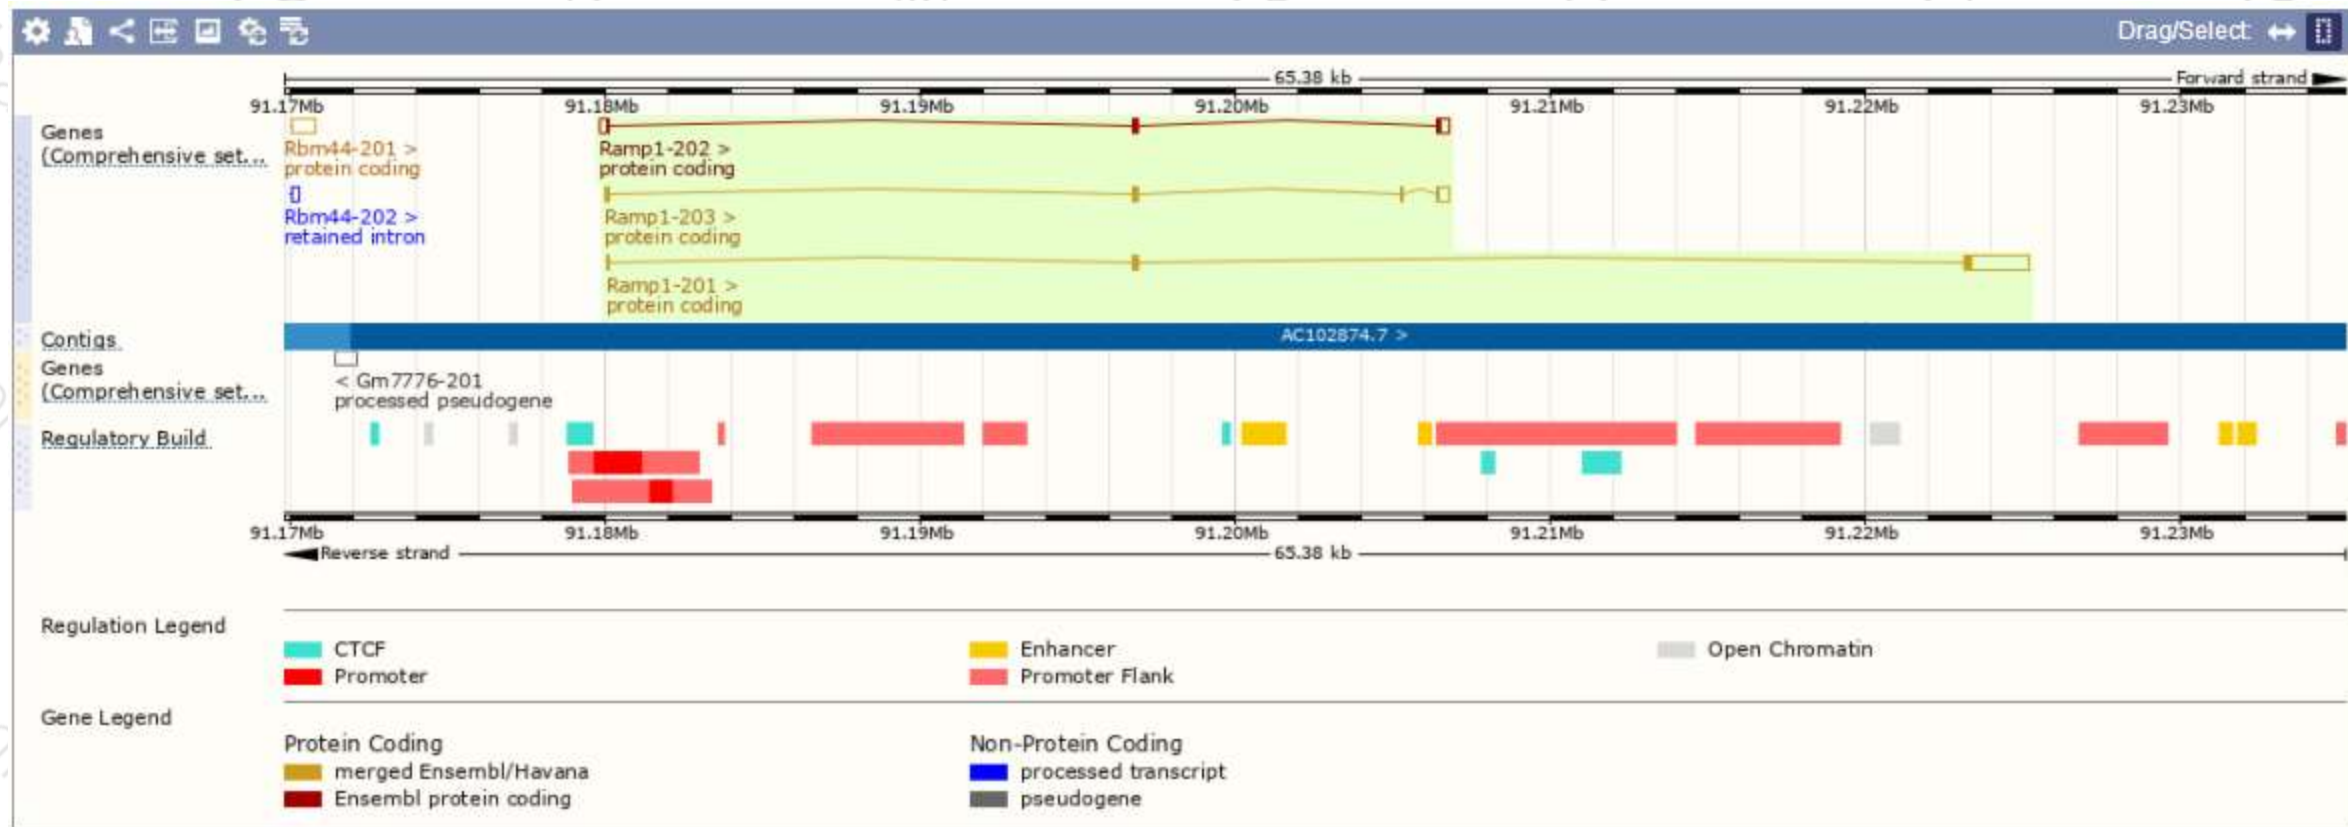 Drag/Select:
65.38 kb
Forward strand
91.17Mb 91.18Mb 91.19Mb 91.20Mb 91.21Mb 91.22Mb 91.23Mb
Genes
(Comprehensive set...
Rbm44-201 >
protein coding
Ramp1-202 >
protein coding
Rbm44-202 >
retained intron
Ramp1-203 >
protein coding
Ramp1-201 >
protein coding
Contigs
AC102874.7 >
Genes
(Comprehensive set...
< Gm7776-201
processed pseudogene
Regulatory Build
91.17Mb 91.18Mb 91.19Mb 91.20Mb 91.21Mb 91.22Mb 91.23Mb
Reverse strand
65.38 kb
Regulation Legend
CTCF
Enhancer
Open Chromatin
Promoter
Promoter Flank
Gene Legend
Protein Coding
Non-Protein Coding
merged Ensembl/Havana
processed transcript
Ensembl protein coding
pseudogene